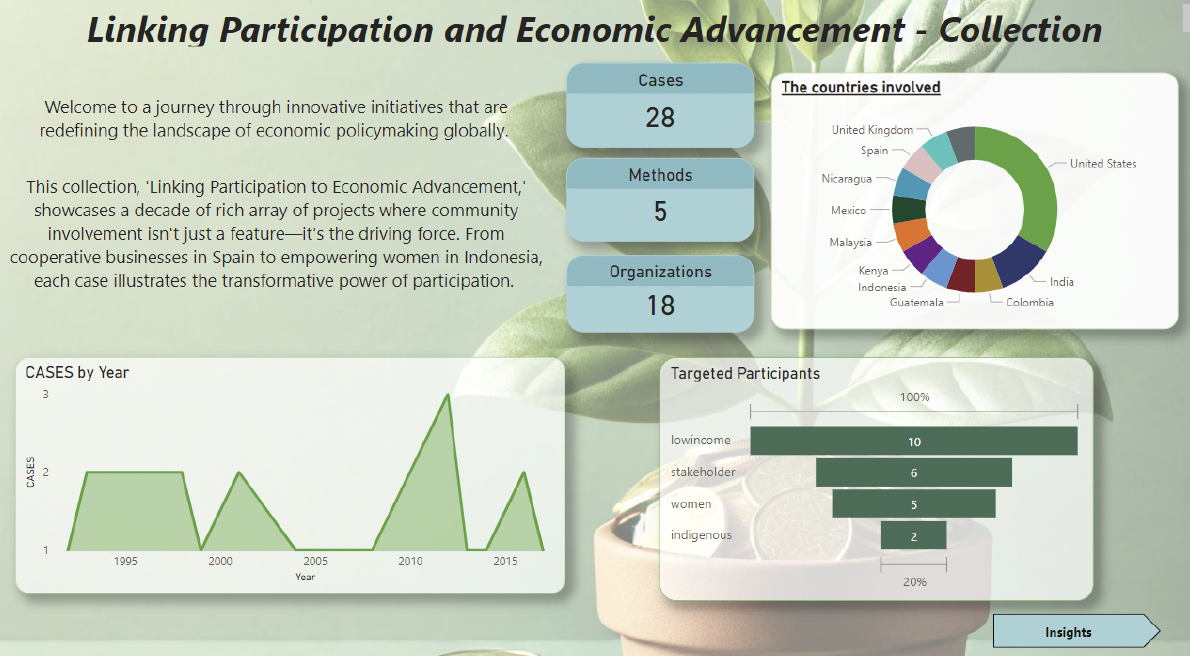 Linking Participation and Economic Advancement - Collection
Welcome to a journey through innovative initiatives that are
redefining the landscape of economic policymaking globally.
This collection, 'Linking Participation to Economic Advancement,'
showcases a decade of rich array of projects where community
involvement isn't just a feature—it's the driving force. From
cooperative businesses in Spain to empowering women in Indonesia,
each case illustrates the transformative power of participation.
Cases
28
Methods
5
Organizations
18
The countries involved
United Kingdom
Spain
Nicaragua
Mexico
Malaysia
Kenya
Indonesia
Guatemala
Colombia
India
United States
CASES by Year
3
2
1
CASES
1995
2000
2005
2010
2015
Year
Targeted Participants
100%
lowincome
10
stakeholder
6
women
5
indigenous
2
20%
Insights